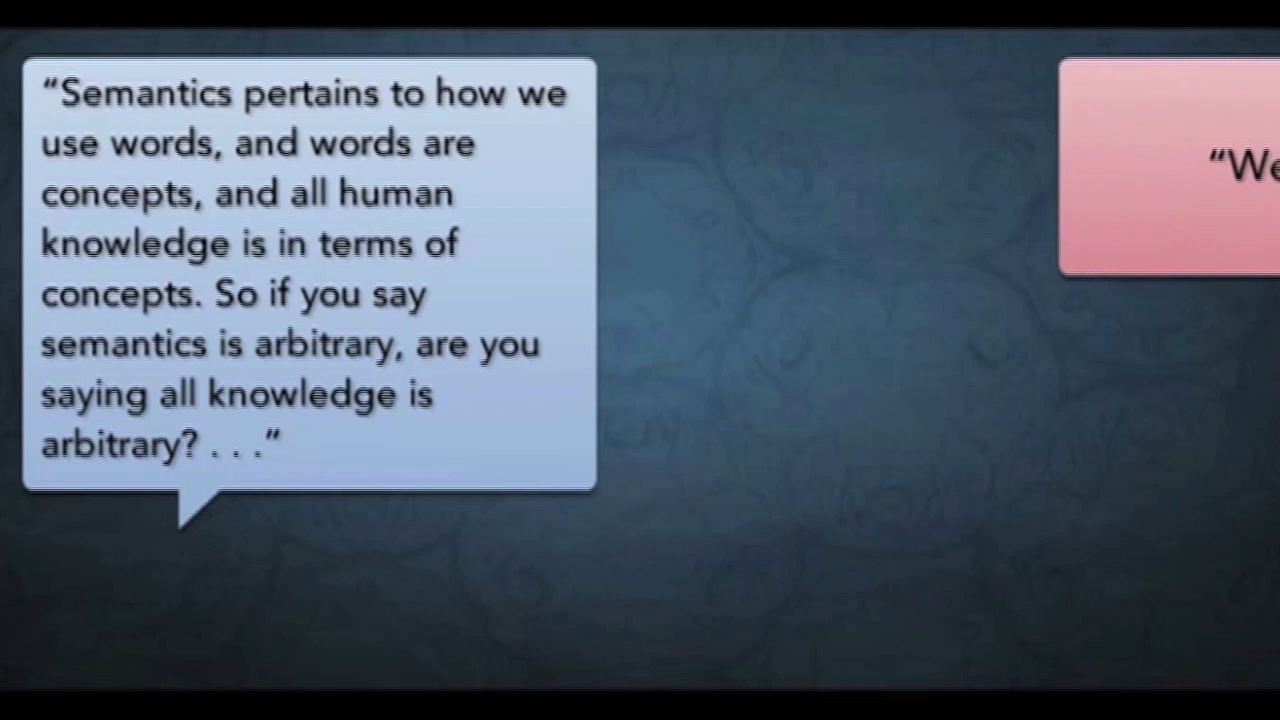 “Semantics pertains to how we
use words, and words are
concepts, and all human
knowledge is in terms of
concepts. So if you say
semantics is arbitrary, are you
saying all knowledge is
arbitrary? . . .”
“We